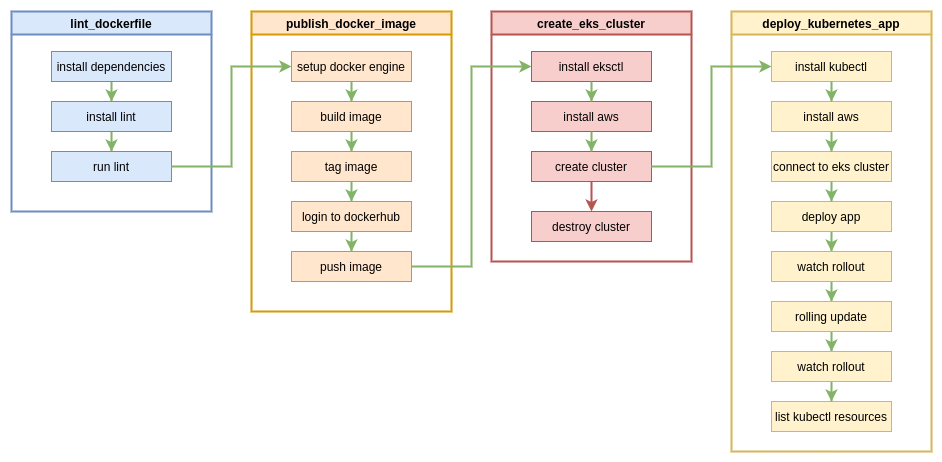 lint_dockerfile
install dependencies
install lint
run lint
publish_docker_image
setup docker engine
build image
tag image
login to dockerhub
push image
create_eks_cluster
install eksctl
install aws
create cluster
destroy cluster
deploy_kubernetes_app
install kubectl
install aws
connect to eks cluster
deploy app
watch rollout
rolling update
watch rollout
list kubectl resources